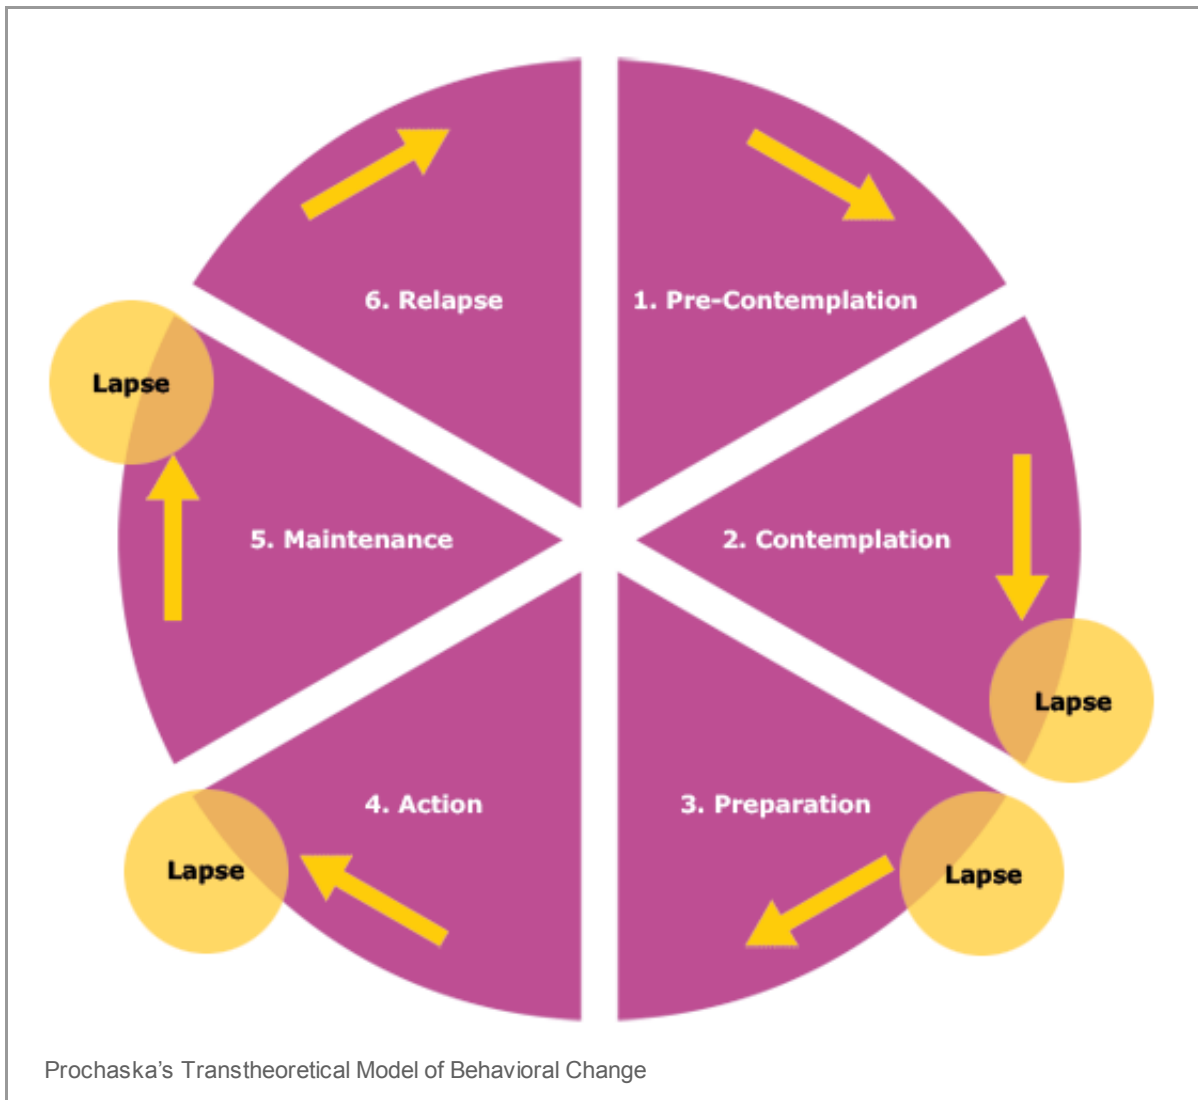 6. Relapse
1. Pre-Contemplation
Lapse
5. Maintenance
2. Contemplation
Lapse
4. Action
3. Preparation
Lapse
Lapse
Prochaska’s Transtheoretical Model of Behavioral Change